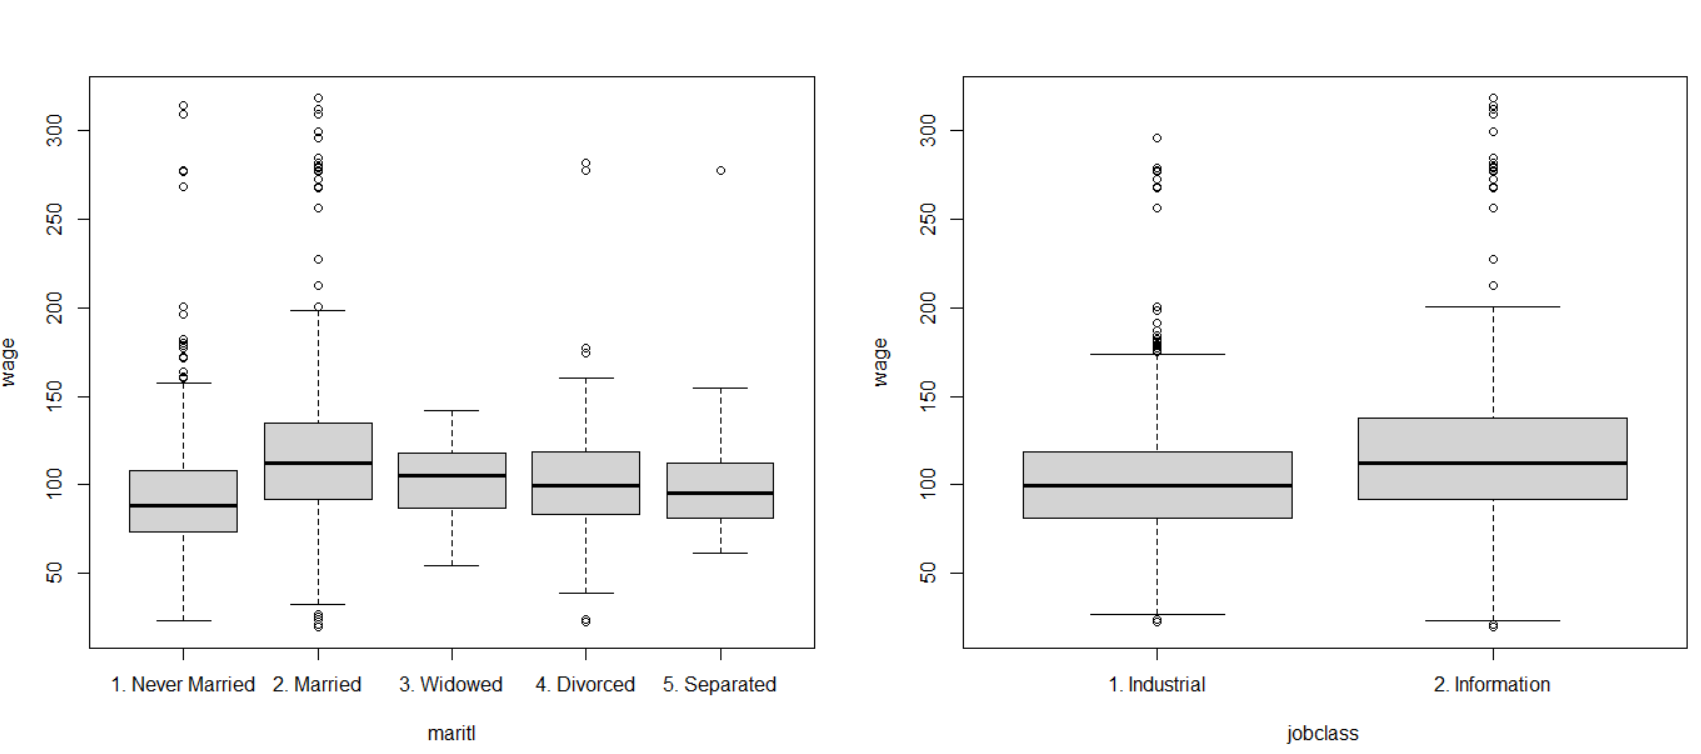 wage
300
250
200
150
100
50
1. Never Married 2. Married 3. Widowed 4. Divorced 5. Separated
maritl
wage
300
250
200
150
100
50
1. Industrial 2. Information
jobclass